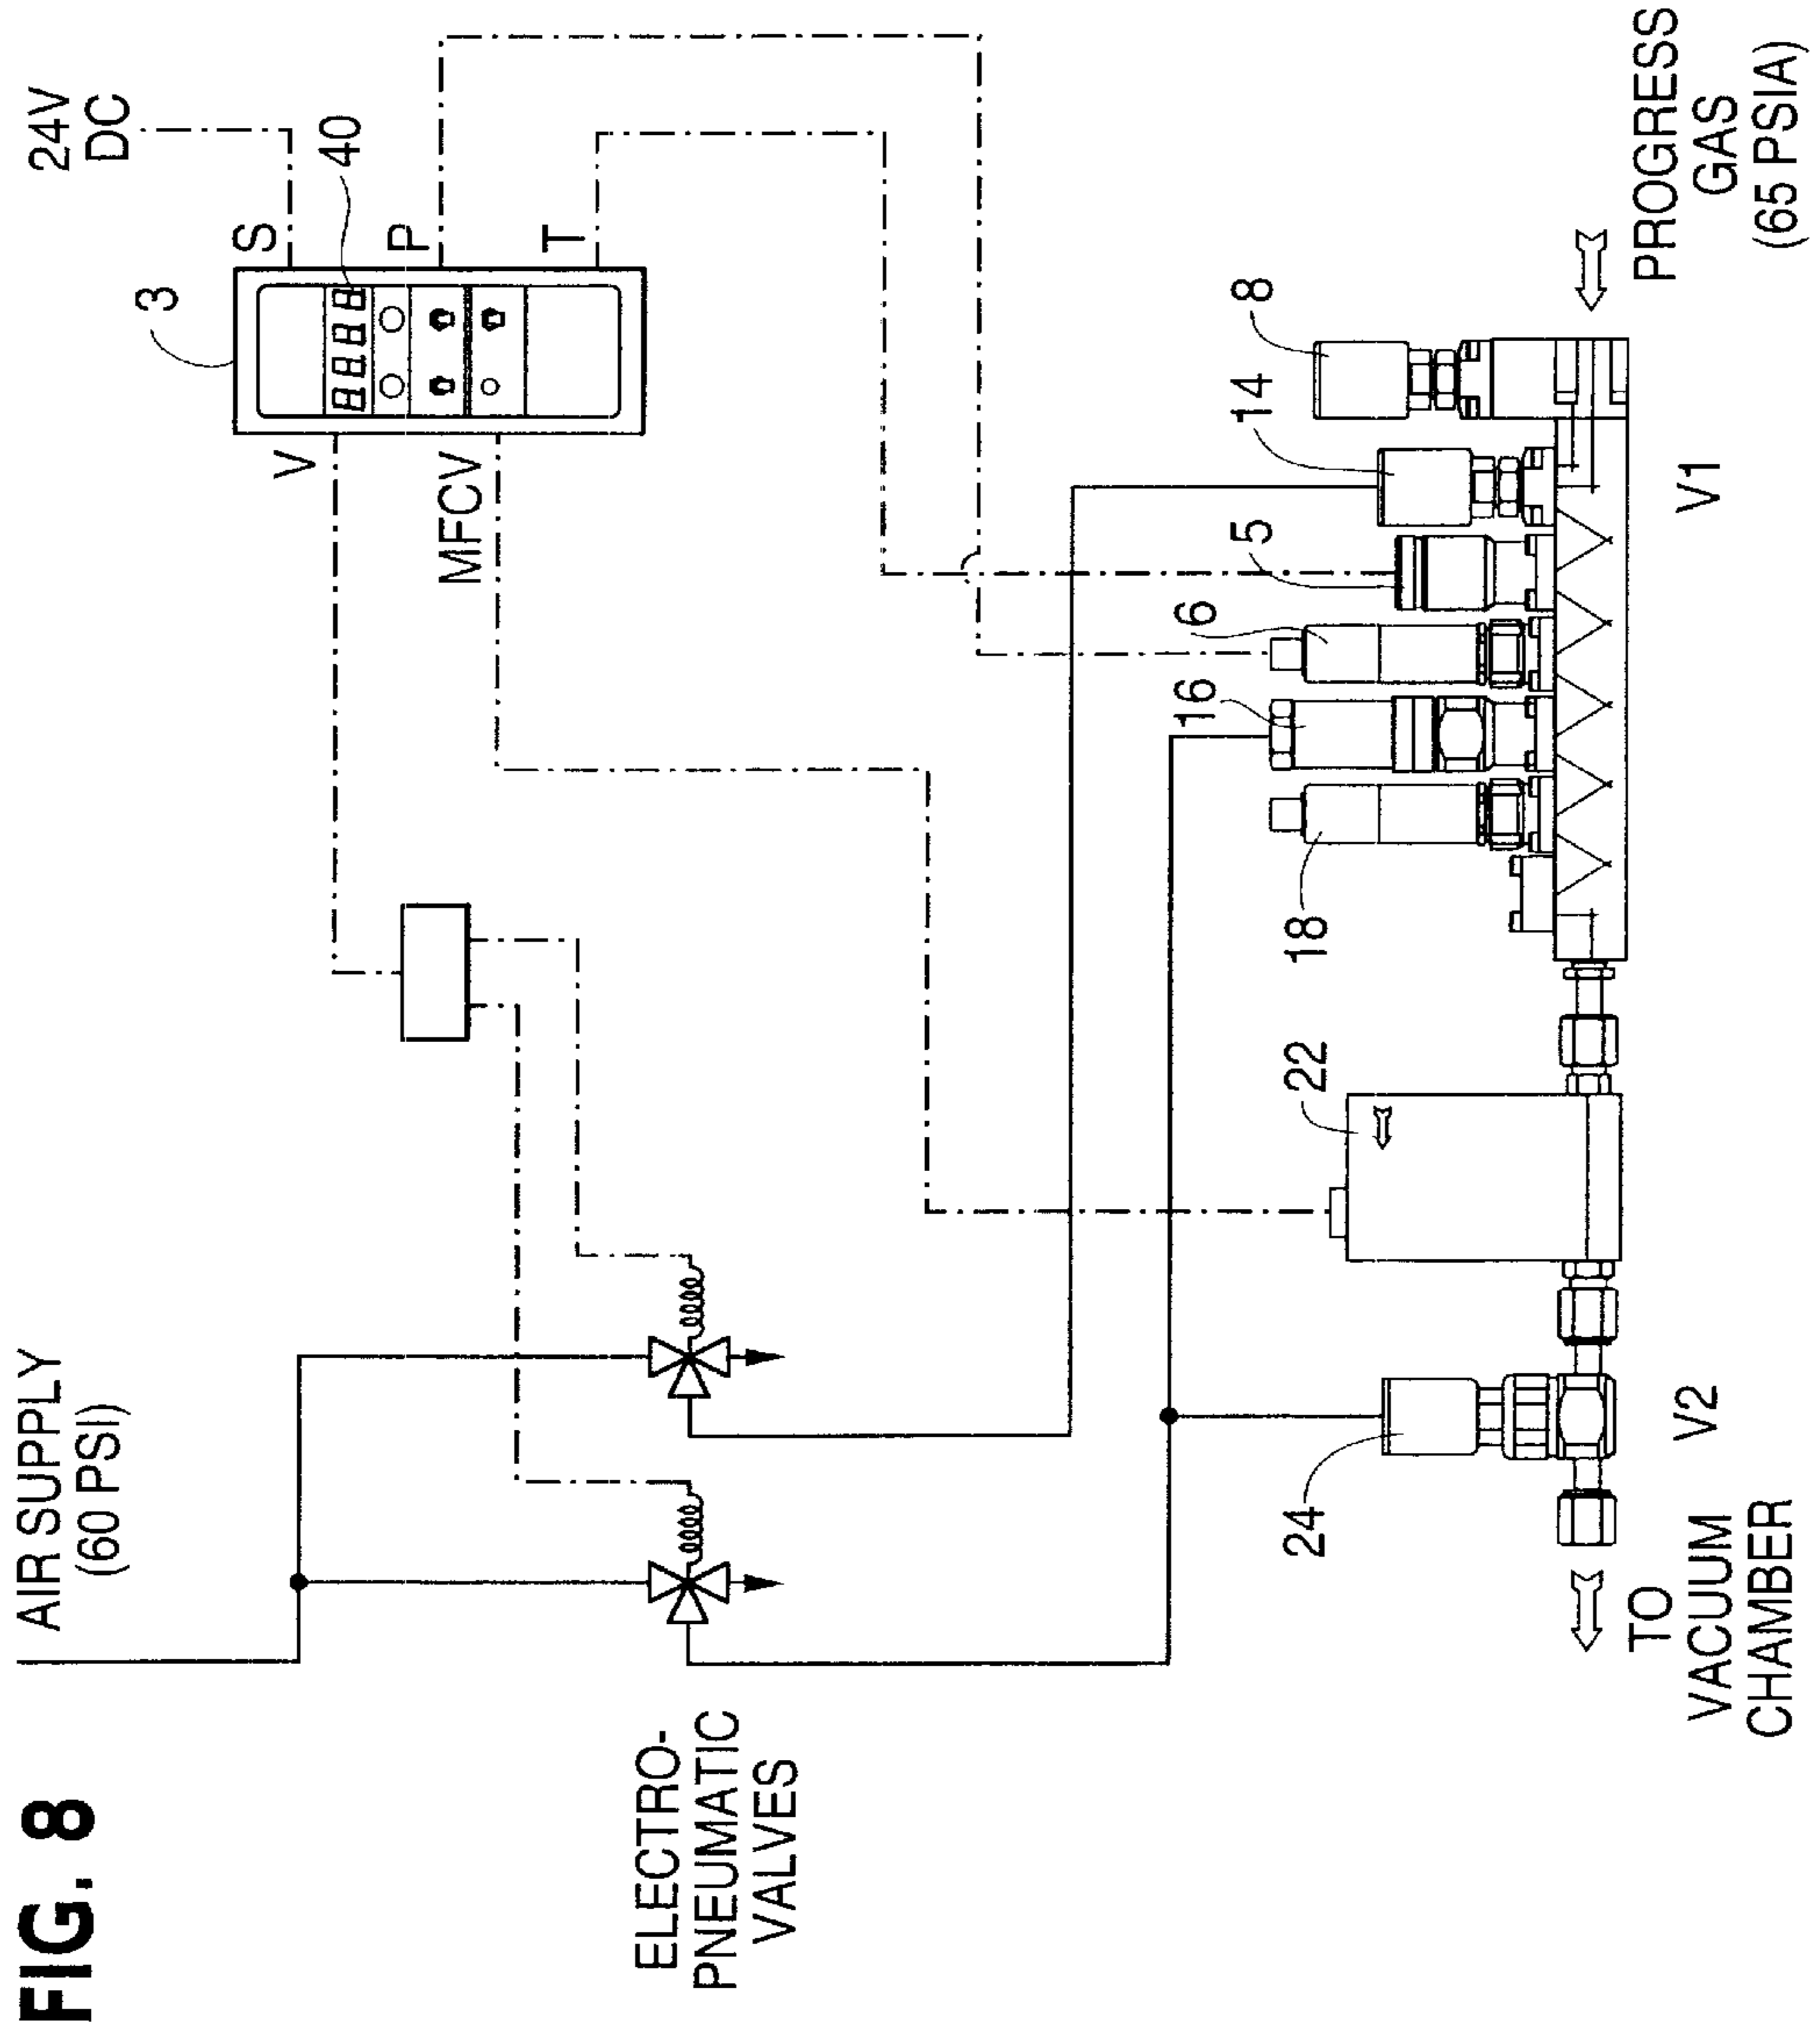 FIG. 8
AIR SUPPLY
(60 PSI)
24V
DC
3
S
40
P
T
V
MFCV
ELECTRO-
PNEUMATIC
VALVES
8
14
5
6
16
18
22
24
V1
V2
PROGRESS
GAS
(65 PSIA)
TO
VACUUM
CHAMBER